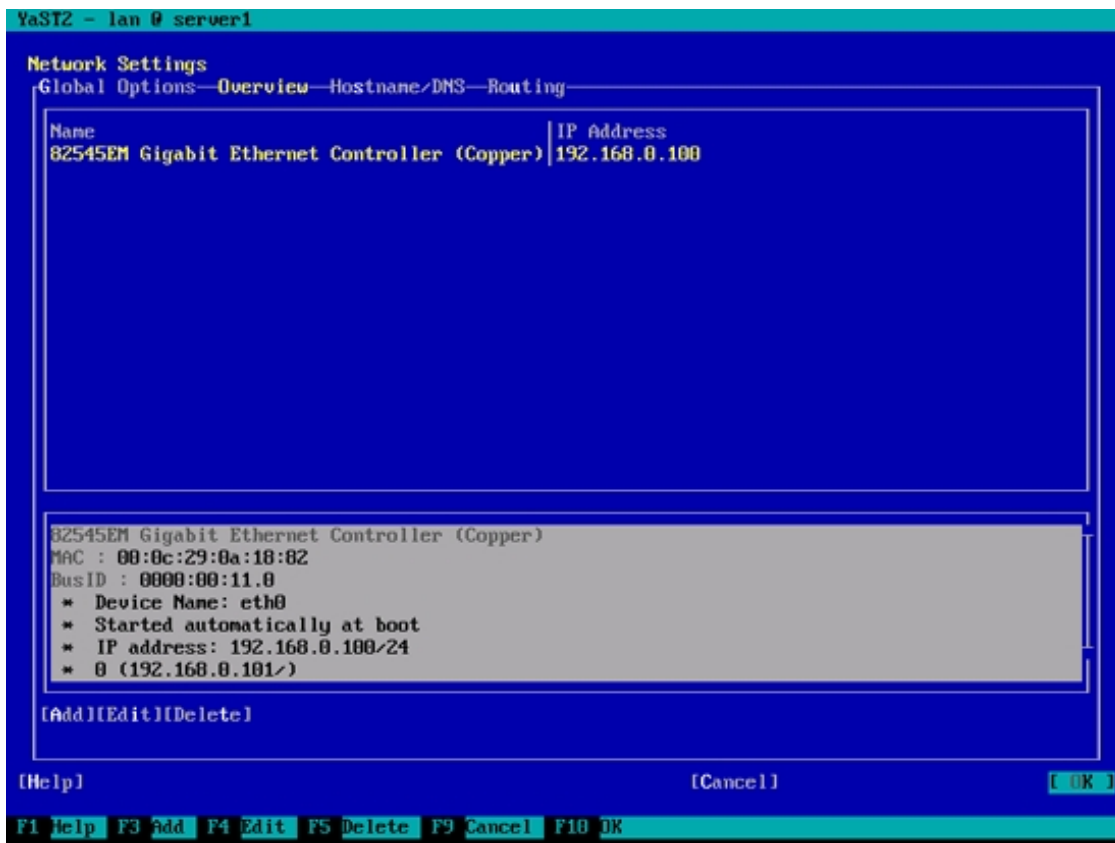 YaST2 - lan @ server1
Network Settings
Global Options—Overview—Hostname/DNS—Routing
Name IP Address
82545EM Gigabit Ethernet Controller (Copper) 192.168.0.100
82545EM Gigabit Ethernet Controller (Copper)
MAC : 00:0c:29:0a:18:02
BusID : 0000:00:11.0
* Device Name: eth0
* Started automatically at boot
* IP address: 192.168.0.100/24
* 0 (192.168.0.101/)
[Add][Edit][Delete]
[Help] [Cancel] [ OK ]
F1 Help F3 Add F4 Edit F5 Delete F9 Cancel F10 OK